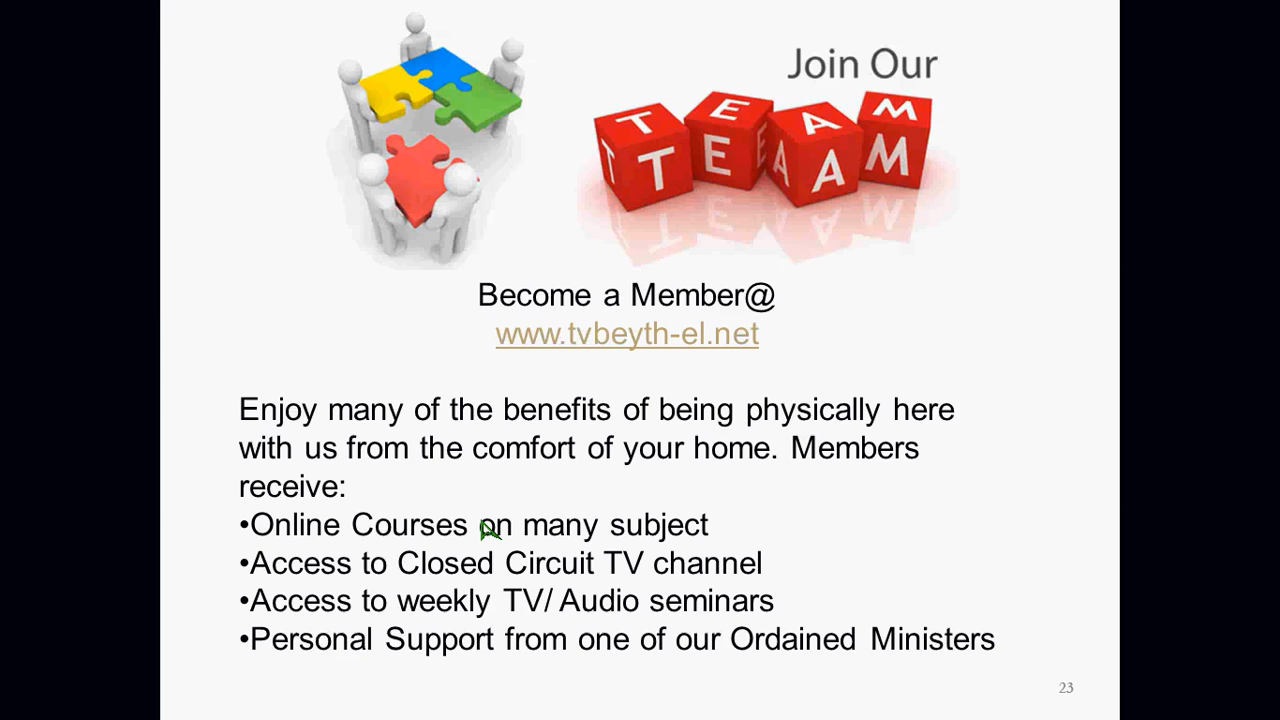 Join Our
TEAM
Become a Member@
www.tvbeyth-el.net
Enjoy many of the benefits of being physically here
with us from the comfort of your home. Members
receive:
•Online Courses on many subject
•Access to Closed Circuit TV channel
•Access to weekly TV/ Audio seminars
•Personal Support from one of our Ordained Ministers
23